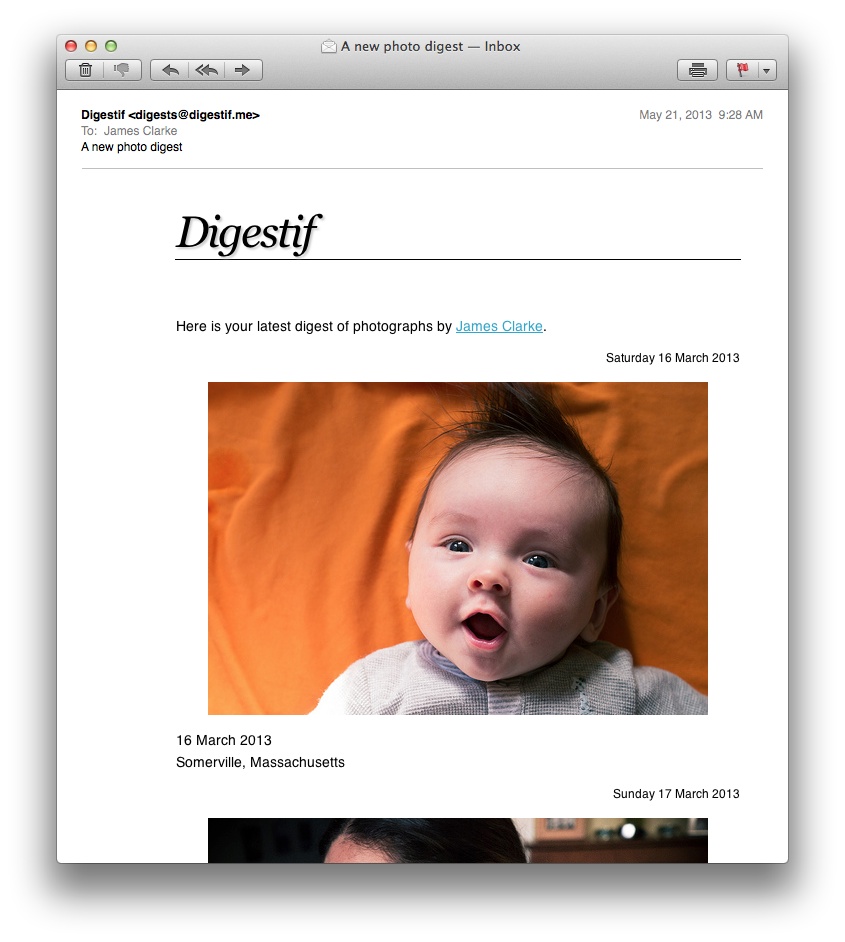 A new photo digest — Inbox
Digestif <digests@digestif.me>
May 21, 2013 9:28 AM
To: James Clarke
A new photo digest
Digestif
Here is your latest digest of photographs by James Clarke.
Saturday 16 March 2013
16 March 2013
Somerville, Massachusetts
Sunday 17 March 2013